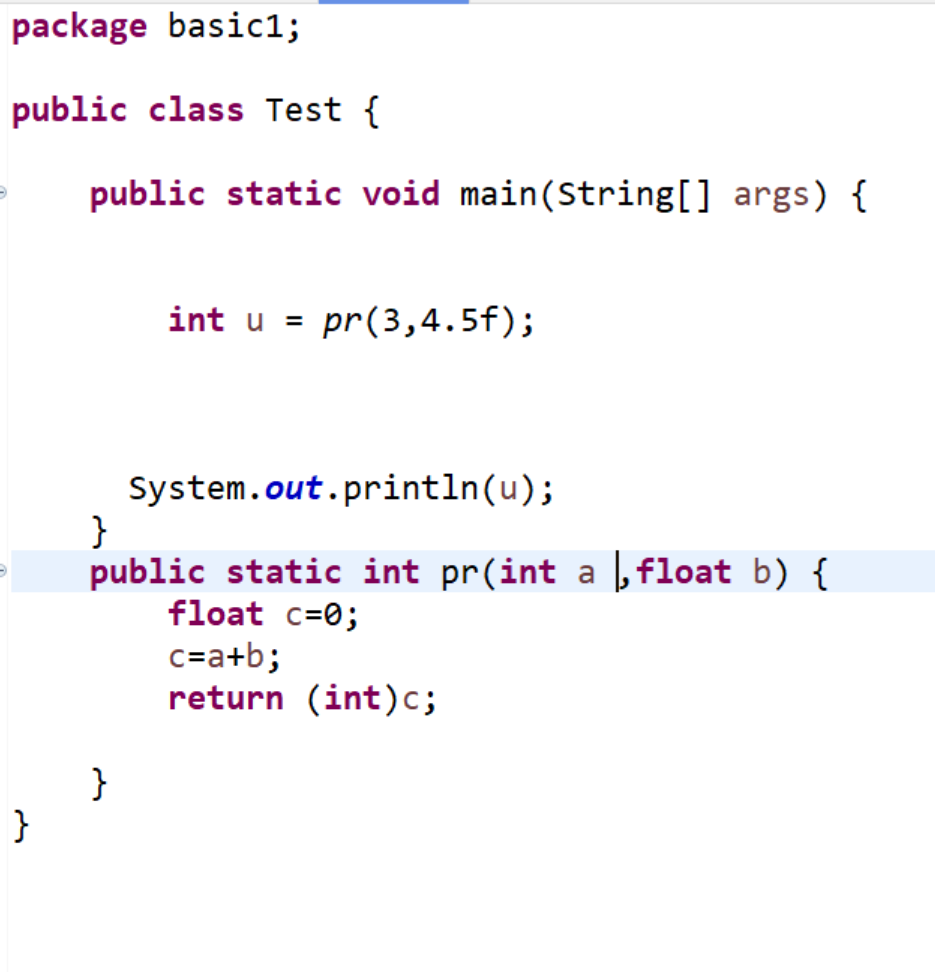 package basic1;
public class Test {
public static void main(String[] args) {
int u = pr(3,4.5f);
System.out.println(u);
}
public static int pr(int a ,float b) {
float c=0;
c=a+b;
return (int)c;
}
}